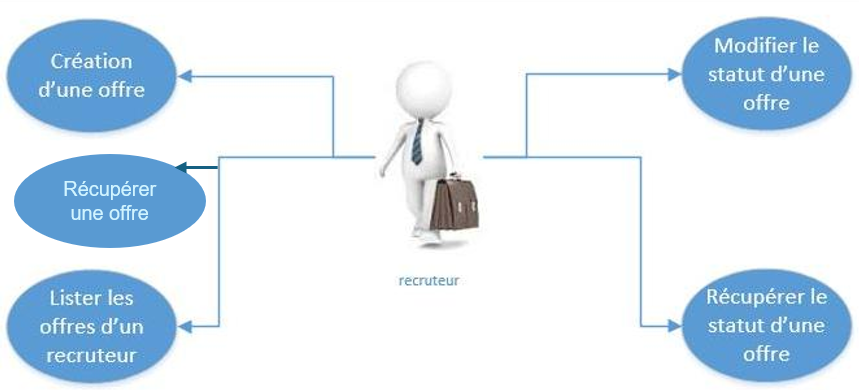 Création
d'une offre
Récupérer
une offre
Lister les
offres d'un
recruteur
recruteur
Modifier le
statut d'une
offre
Récupérer le
statut d'une
offre